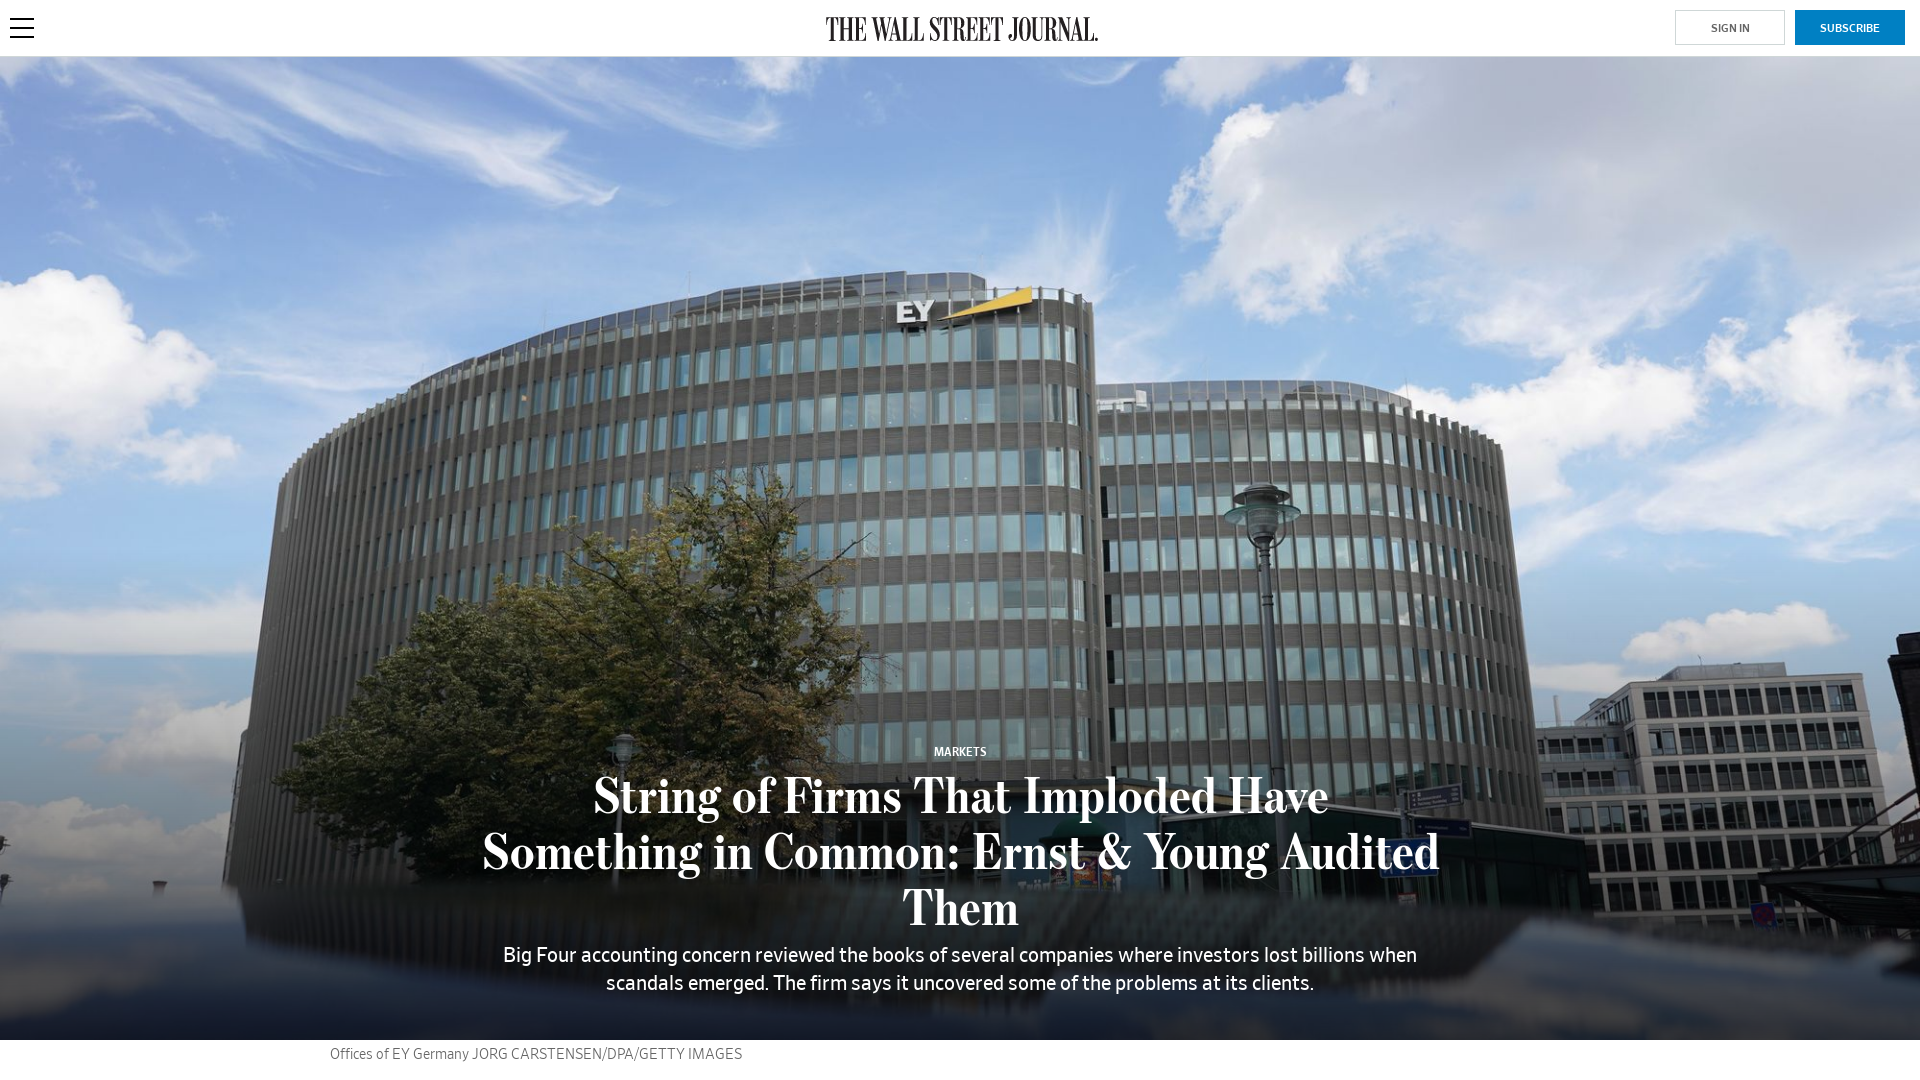 THE WALL STREET JOURNAL.
SIGN IN
SUBSCRIBE
EY
MARKETS
String of Firms That Imploded Have
Something in Common: Ernst & Young Audited
Them
Big Four accounting concern reviewed the books of several companies where investors lost billions when
scandals emerged. The firm says it uncovered some of the problems at its clients.
Offices of EY Germany JORG CARSTENSEN/DPA/GETTY IMAGES